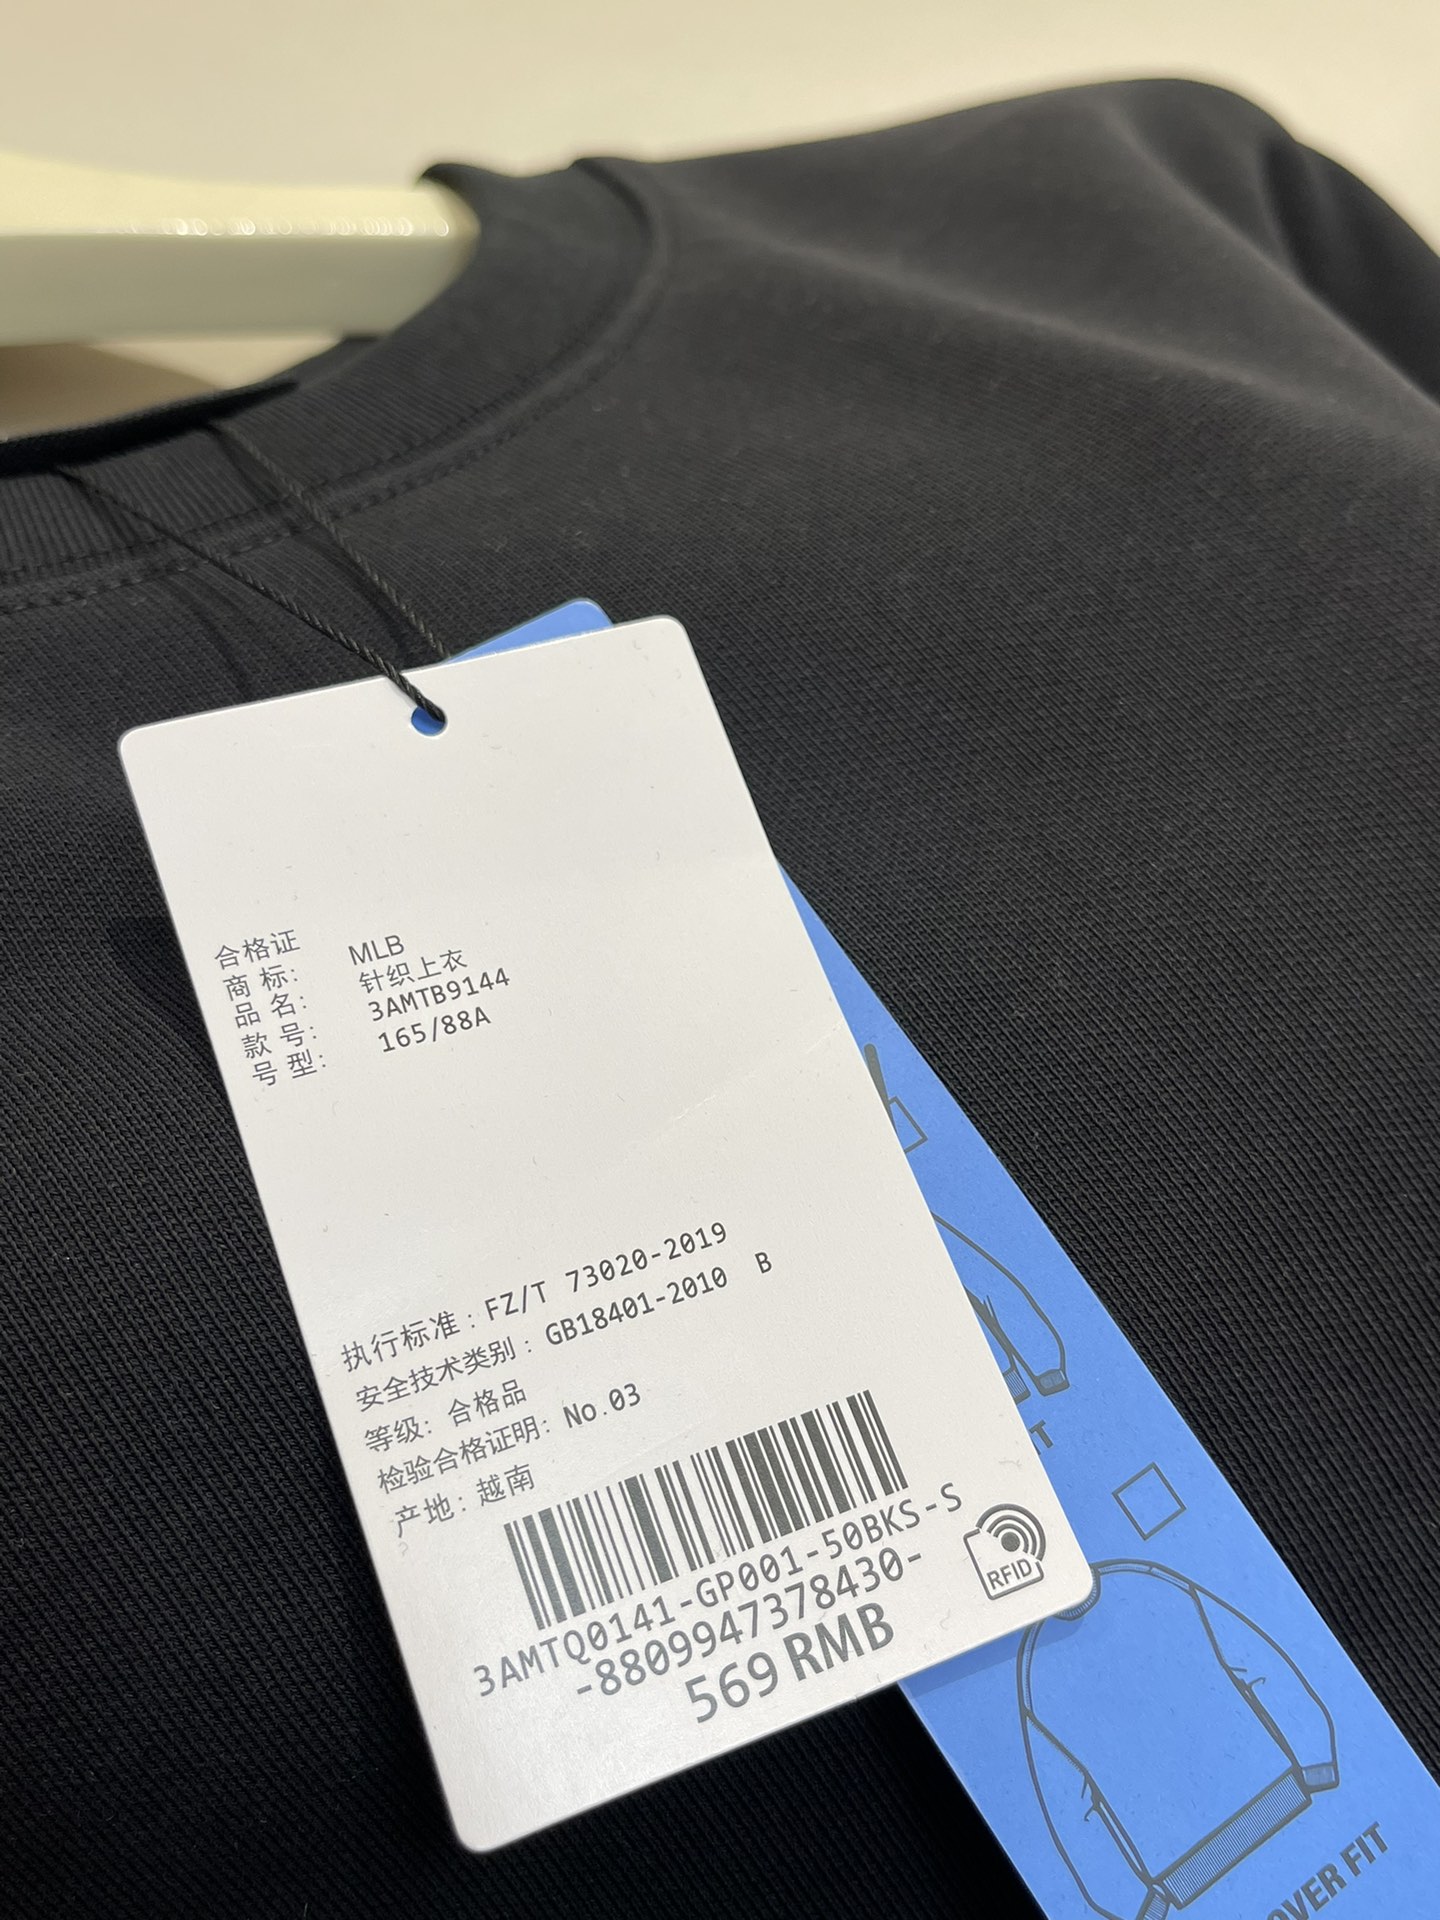 合格证
商 标: MLB
品 名: 针织上衣
款 号: 3AMTB9144
号 型: 165/88A
执行标准: FZ/T 73020-2019
安全技术类别: GB18401-2010 B
等级: 合格品
检验合格证明: No.03
产地: 越南
3AMTQ0141-GP001-50BKS-S
-8809947378430-
569 RMB
RFID
T
OVER FIT